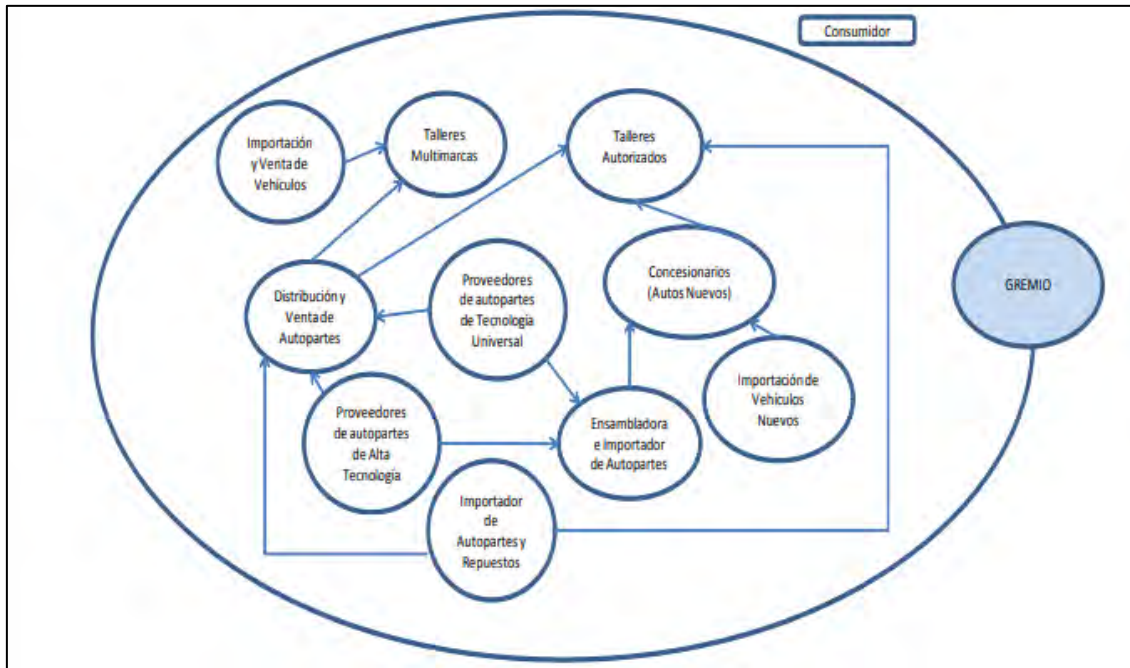 Consumidor
Importación
y Venta de
Vehículos
Talleres
Multimarcas
Talleres
Autorizados
Distribución y
Venta de
Autopartes
Proveedores
de autopartes
de Tecnología
Universal
Concesionarios
(Autos Nuevos)
GREMIO
Proveedores
de autopartes
de Alta
Tecnología
Ensambladora
e Importador
de Autopartes
Importación de
Vehículos
Nuevos
Importador
de
Autopartes y
Repuestos